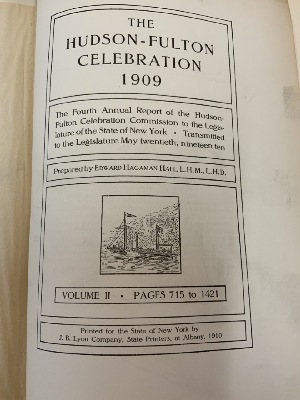 THE
HUDSON-FULTON
CELEBRATION
1909
The Fourth Annual Report of the Hudson-
Fulton Celebration Commission to the Legis-
lature of the State of New York · Transmitted
to the Legislature May twentieth, nineteen ten
Prepared by EDWARD HAGAMAN HALL, L.H.M., L.H.D.
VOLUME II · PAGES 715 to 1421
Printed for the State of New York by
J. B. Lyon Company, State Printers, at Albany, 1910